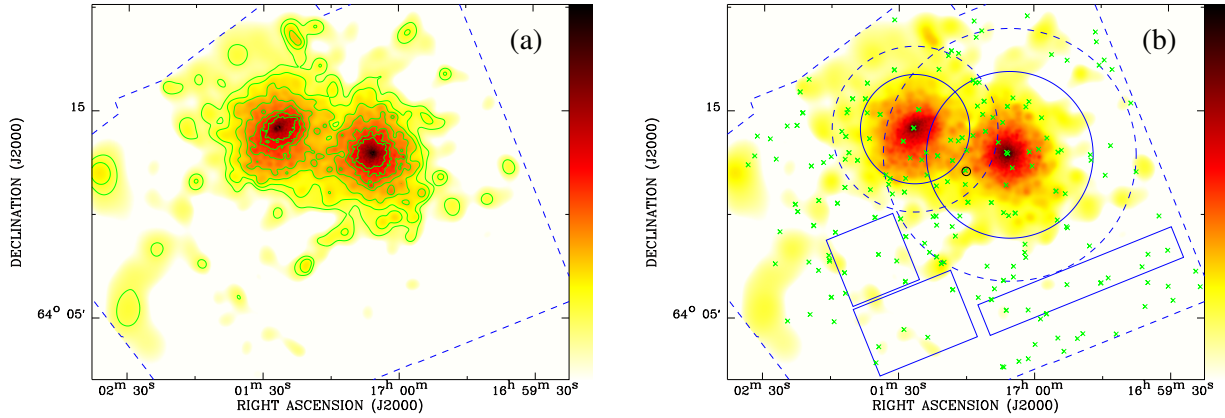 (a)
15
64° 05'
DECLINATION (J2000)
02ᵐ 30ˢ
01ᵐ 30ˢ
17ʰ 00ᵐ
16ʰ 59ᵐ 30ˢ
RIGHT ASCENSION (J2000)
(b)
15
64° 05'
DECLINATION (J2000)
02ᵐ 30ˢ
01ᵐ 30ˢ
17ʰ 00ᵐ
16ʰ 59ᵐ 30ˢ
RIGHT ASCENSION (J2000)